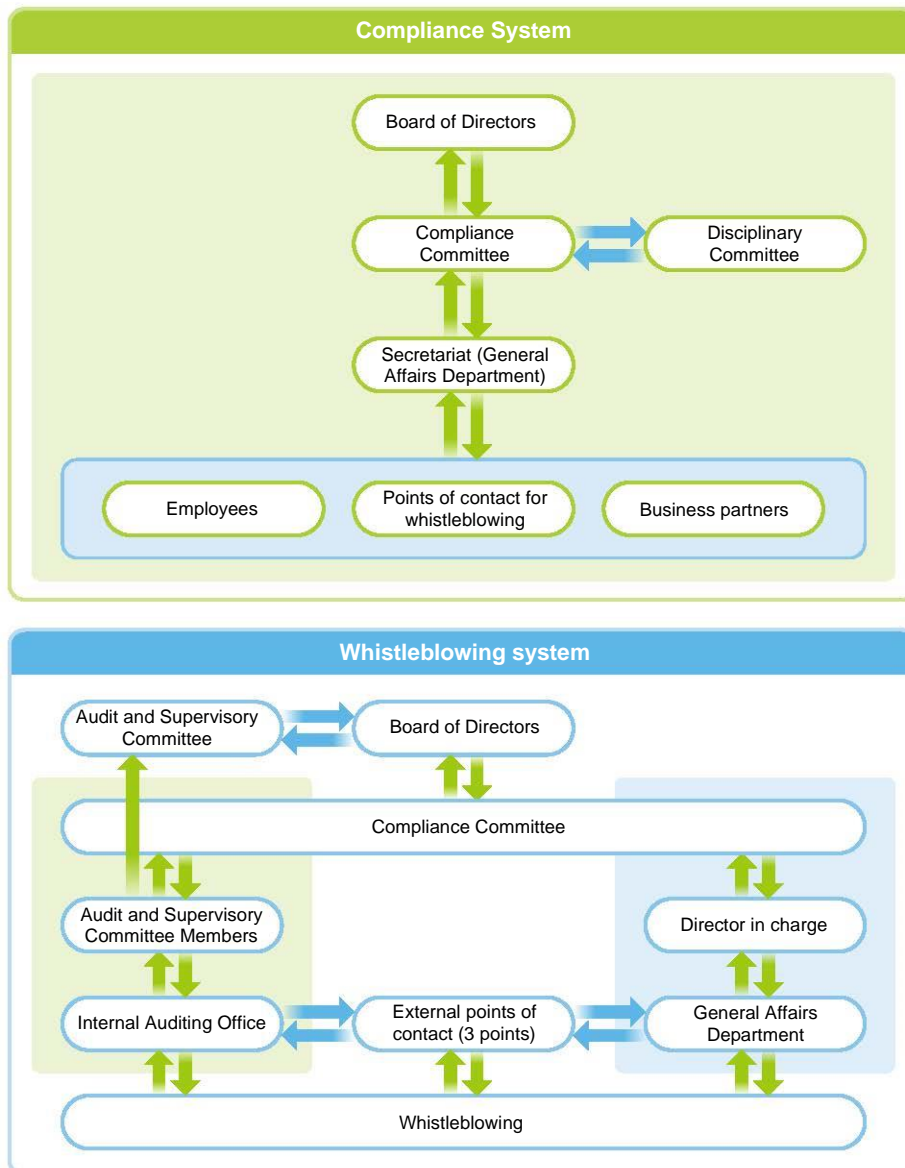 Compliance System
Board of Directors
Compliance
Committee
Disciplinary
Committee
Secretariat (General
Affairs Department)
Employees
Points of contact for
whistleblowing
Business partners
Whistleblowing system
Audit and Supervisory
Committee
Board of Directors
Compliance Committee
Audit and Supervisory
Committee Members
Director in charge
Internal Auditing Office
External points of
contact (3 points)
General Affairs
Department
Whistleblowing